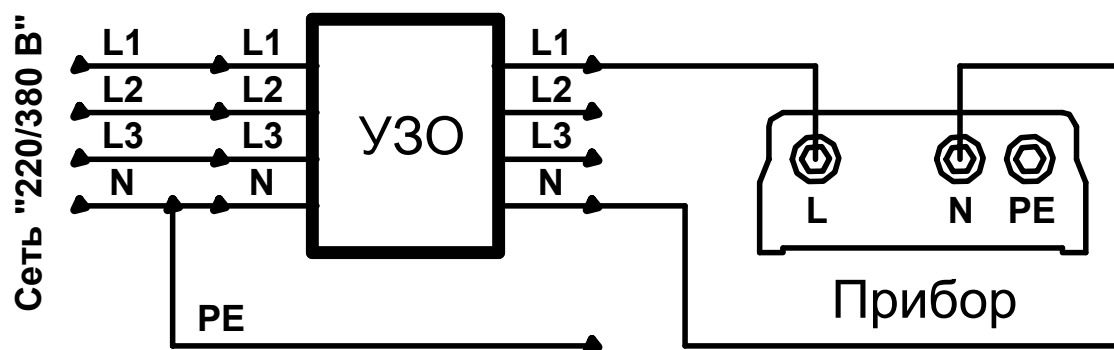 Сеть "220/380 В"
L1 L1 L1
L2 L2 L2
L3 L3 УЗО L3
N N N
L N PE
Прибор
PE